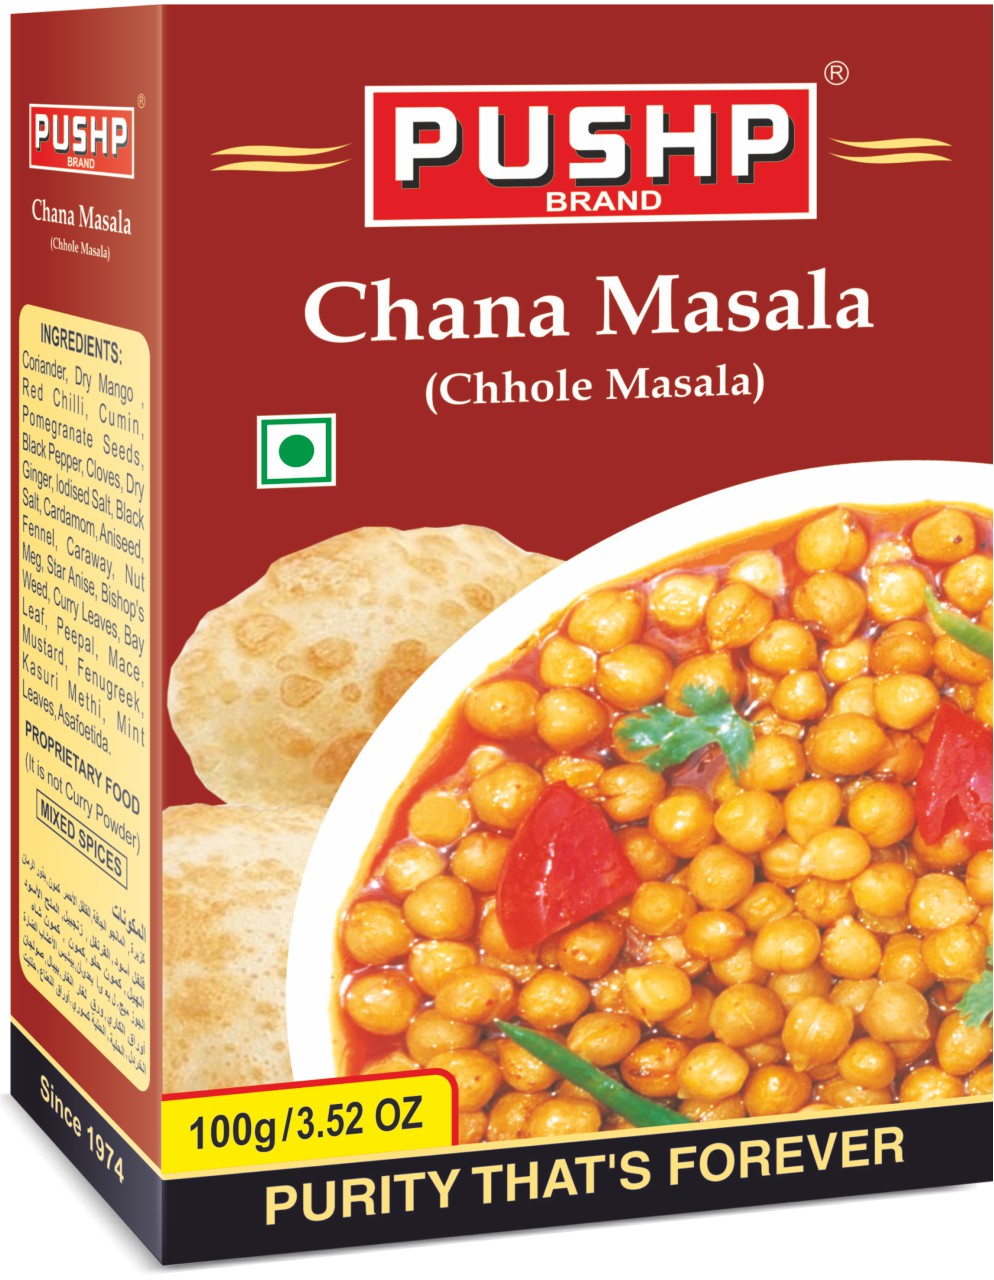 PUSHP
BRAND
®
Chana Masala
(Chhole Masala)
INGREDIENTS:
Coriander, Dry Mango ,
Red Chilli, Cumin,
Pomegranate Seeds,
Black Pepper, Cloves, Dry
Ginger, Iodised Salt, Black
Salt, Cardamom, Aniseed,
Fennel, Caraway, Nut
Meg, Star Anise, Bishop's
Weed, Curry Leaves, Bay
Leaf, Peepal, Mace,
Mustard, Fenugreek,
Kasuri Methi, Mint
Leaves, Asafoetida.
PROPRIETARY FOOD
(It is not Curry Powder)
MIXED SPICES
المكونات
Since 1974
PUSHP
BRAND
®
Chana Masala
(Chhole Masala)
100g/3.52 OZ
PURITY THAT'S FOREVER